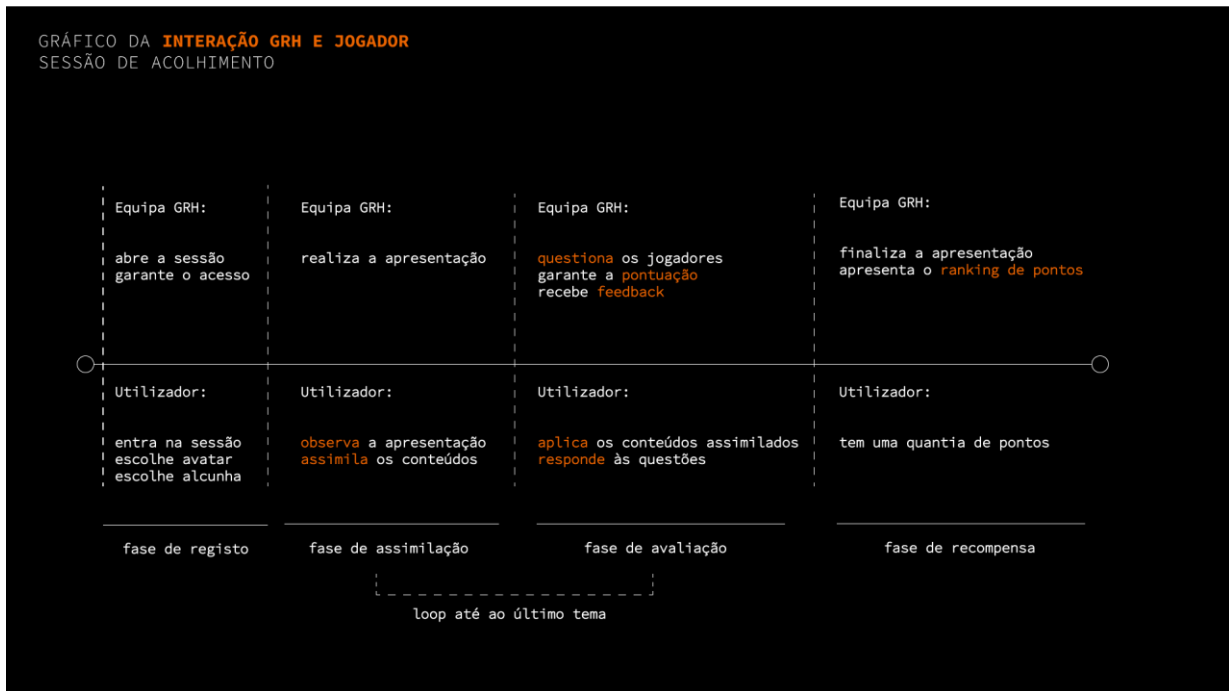 GRÁFICO DA INTERAÇÃO GRH E JOGADOR
SESSÃO DE ACOLHIMENTO
Equipa GRH:
abre a sessão
garante o acesso
Equipa GRH:
realiza a apresentação
Equipa GRH:
questiona os jogadores
garante a pontuação
recebe feedback
Equipa GRH:
finaliza a apresentação
apresenta o ranking de pontos
Utilizador:
entra na sessão
escolhe avatar
escolhe alcunha
Utilizador:
observa a apresentação
assimila os conteúdos
Utilizador:
aplica os conteúdos assimilados
responde às questões
Utilizador:
tem uma quantia de pontos
fase de registo
fase de assimilação
fase de avaliação
fase de recompensa
loop até ao último tema